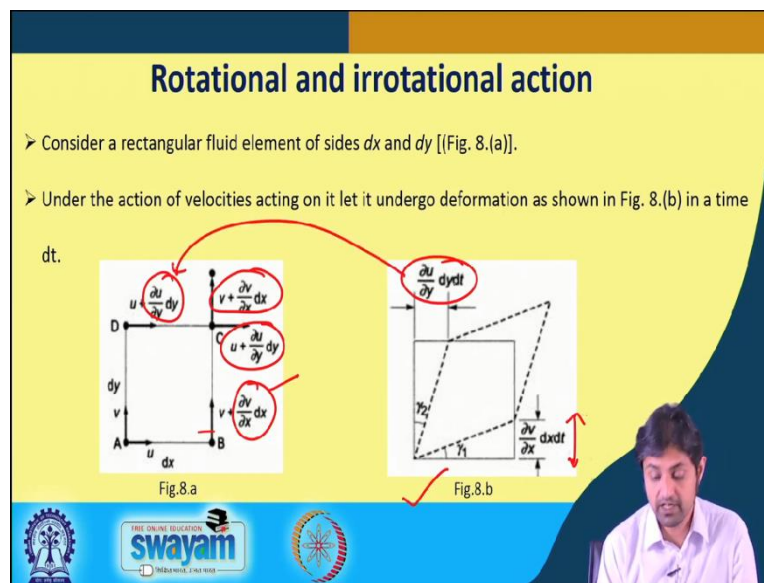 Rotational and irrotational action
➤ Consider a rectangular fluid element of sides dx and dy [(Fig. 8.(a)].
➤ Under the action of velocities acting on it let it undergo deformation as shown in Fig. 8.(b) in a time
dt.
u + ∂u/∂y dy
v + ∂v/∂x dx
D
C
u + ∂u/∂y dy
dy
v
v + ∂v/∂x dx
A
B
u
dx
Fig.8.a
∂u/∂y dydt
γ2
γ1
∂v/∂x dxdt
Fig.8.b
FREE ONLINE EDUCATION
swayam